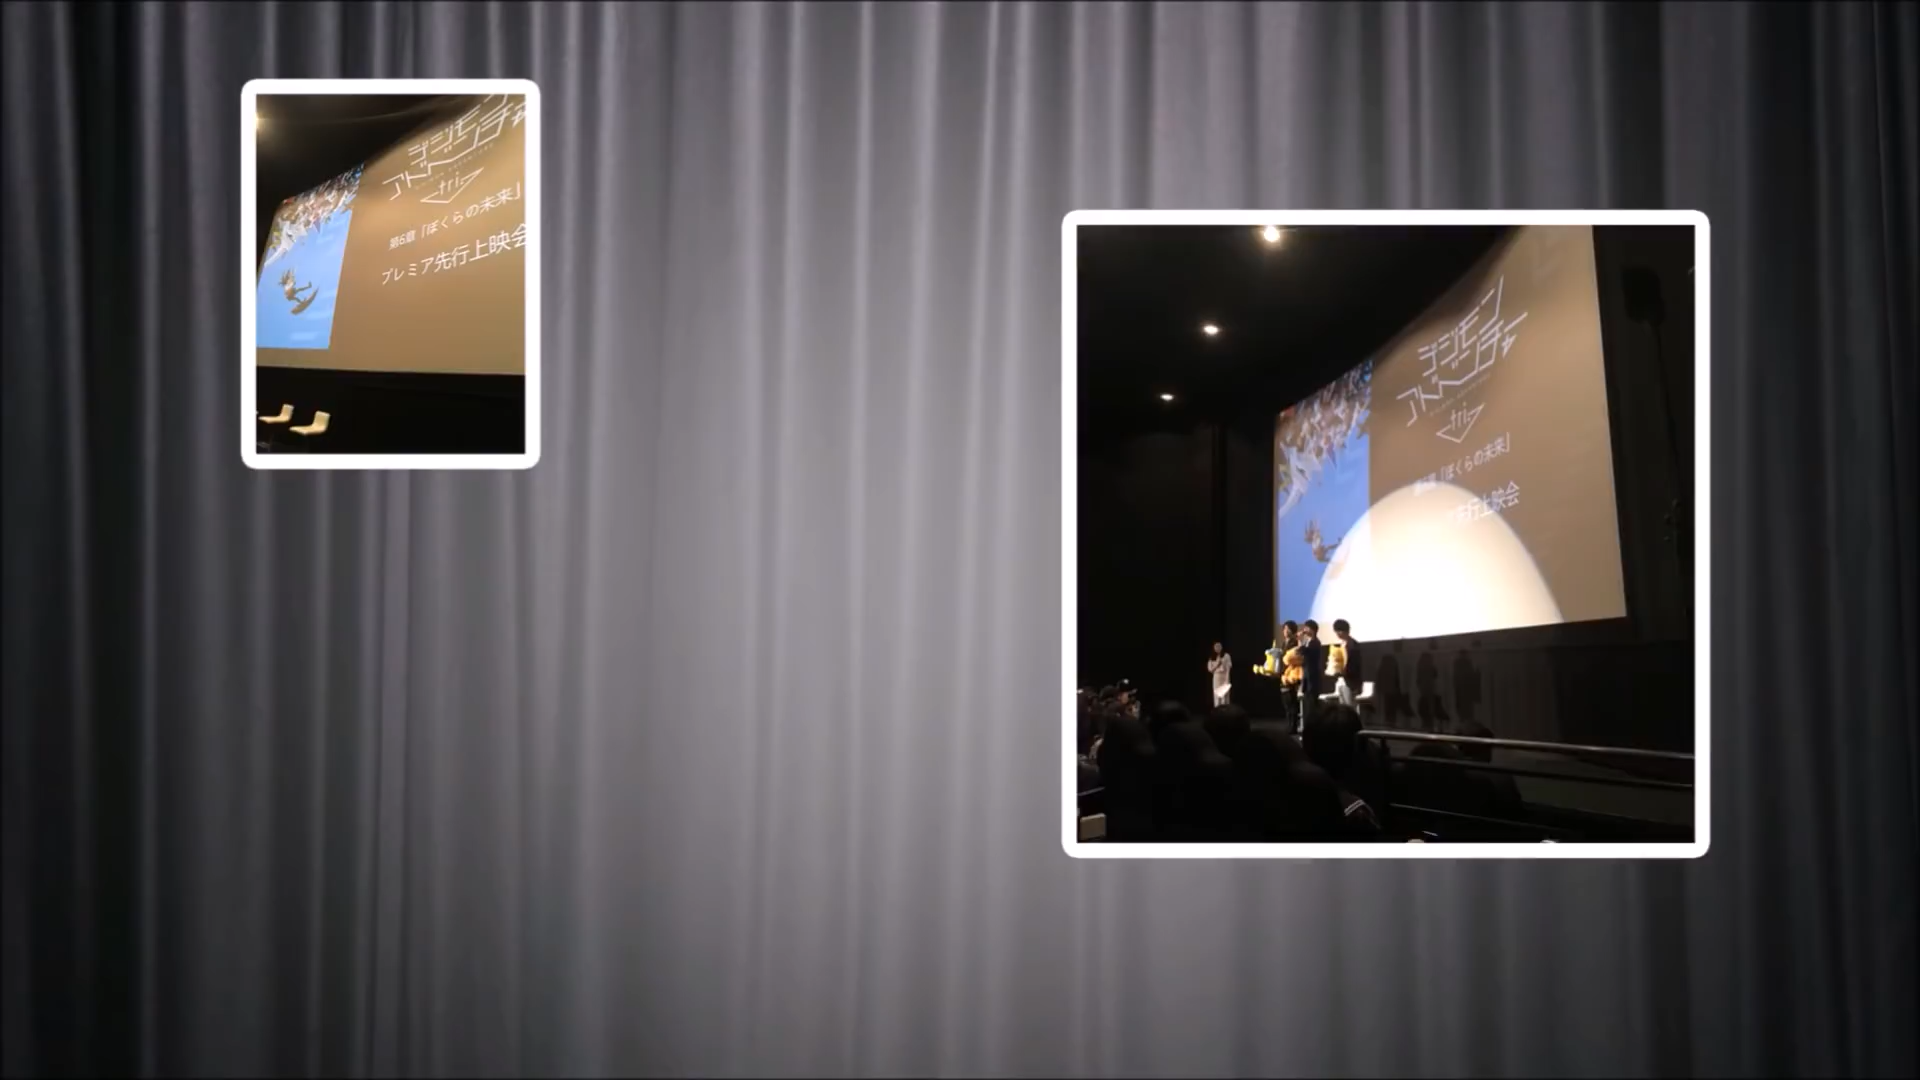 デジモン
アドベンチャー
tri.
第6章「ぼくらの未来」
プレミア先行上映会
デジモン
アドベンチャー
tri.
「ぼくらの未来」
先行上映会